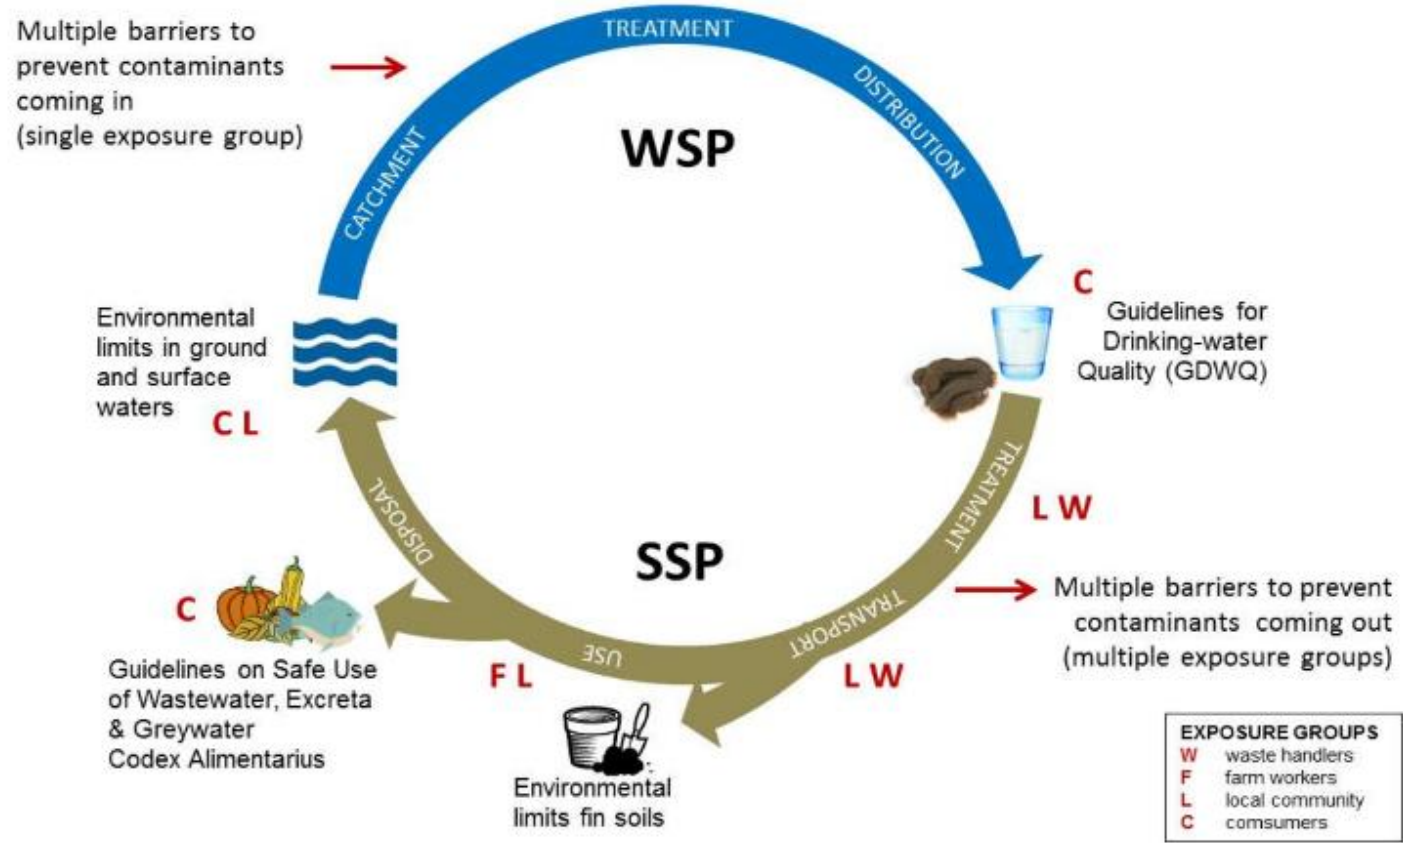 Multiple barriers to
prevent contaminants
coming in
(single exposure group)
TREATMENT
DISTRIBUTION
CATCHMENT
WSP
C
Guidelines for
Drinking-water
Quality (GDWQ)
Environmental
limits in ground
and surface
waters
C L
TREATMENT
L W
DISPOSAL
SSP
TRANSPORT
Multiple barriers to prevent
contaminants coming out
(multiple exposure groups)
C
USE
F L
L W
Guidelines on Safe Use
of Wastewater, Excreta
& Greywater
Codex Alimentarius
Environmental
limits fin soils
EXPOSURE GROUPS
W waste handlers
F farm workers
L local community
C comsumers